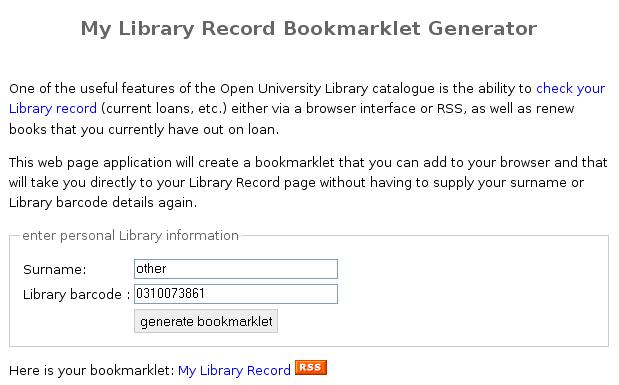 My Library Record Bookmarklet Generator
One of the useful features of the Open University Library catalogue is the ability to check your
Library record (current loans, etc.) either via a browser interface or RSS, as well as renew
books that you currently have out on loan.
This web page application will create a bookmarklet that you can add to your browser and that
will take you directly to your Library Record page without having to supply your surname or
Library barcode details again.
enter personal Library information
Surname: other
Library barcode : 0310073861
generate bookmarklet
Here is your bookmarklet: My Library Record RSS